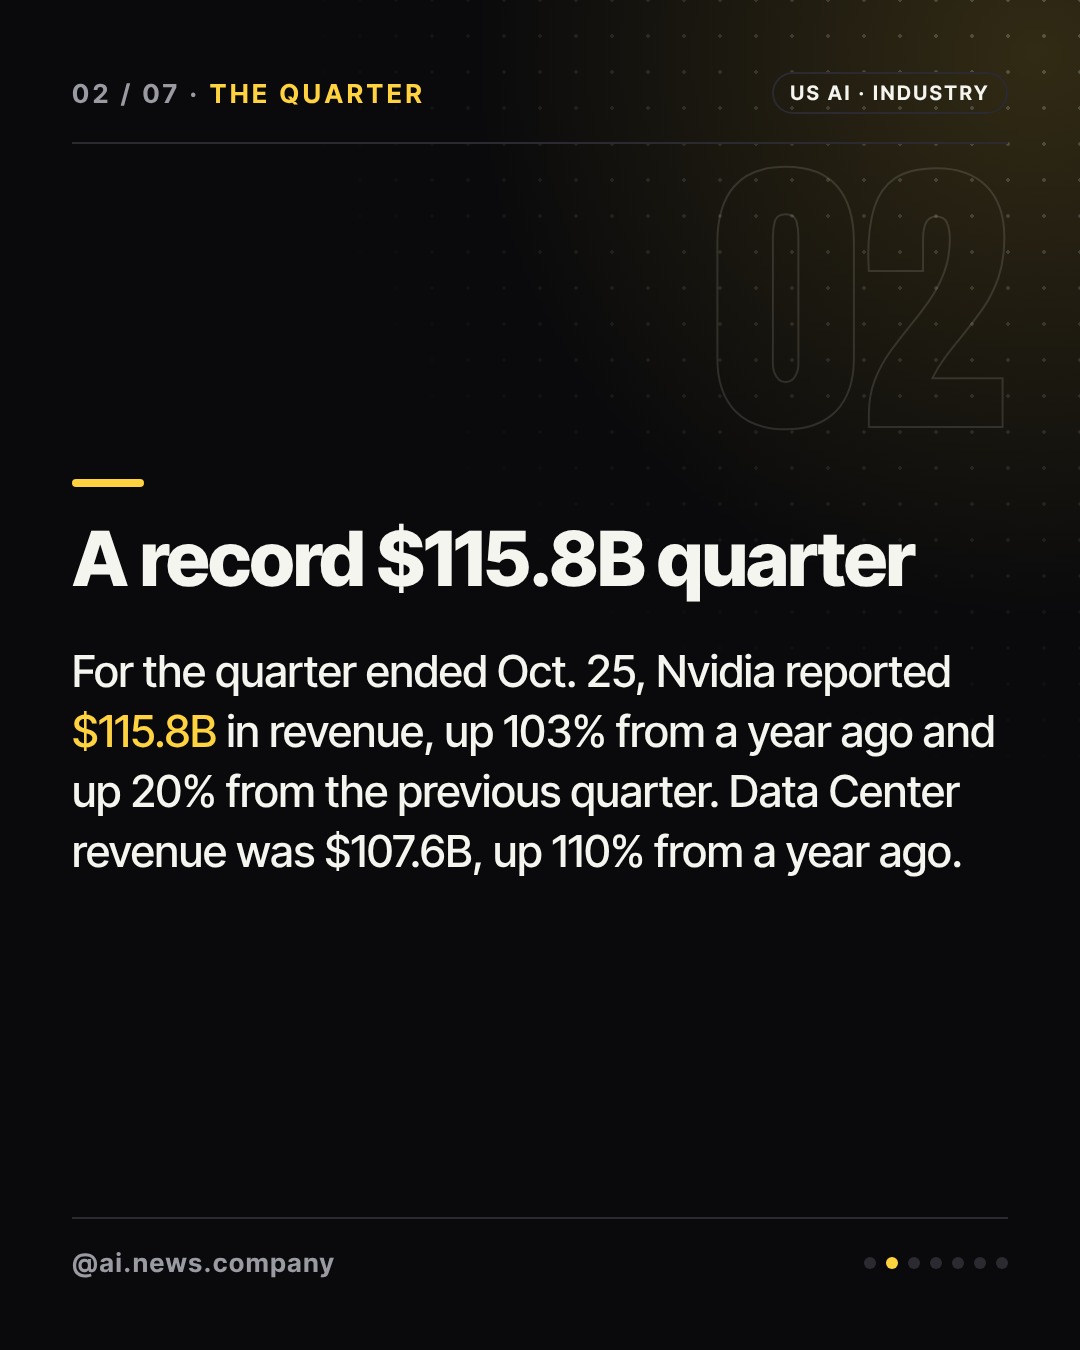 02 / 07 · THE QUARTER
US AI · INDUSTRY
02
A record $115.8B quarter
For the quarter ended Oct. 25, Nvidia reported
$115.8B in revenue, up 103% from a year ago and
up 20% from the previous quarter. Data Center
revenue was $107.6B, up 110% from a year ago.
@ai.news.company